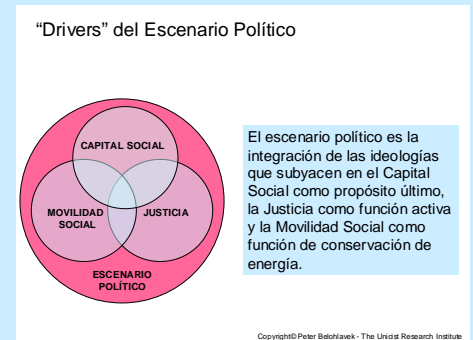 “Drivers” del Escenario Político
CAPITAL SOCIAL
MOVILIDAD
SOCIAL
JUSTICIA
ESCENARIO
POLÍTICO
El escenario político es la
integración de las ideologías
que subyacen en el Capital
Social como propósito último,
la Justicia como función activa
y la Movilidad Social como
función de conservación de
energía.
Copyright© Peter Belohlavek - The Unicist Research Institute